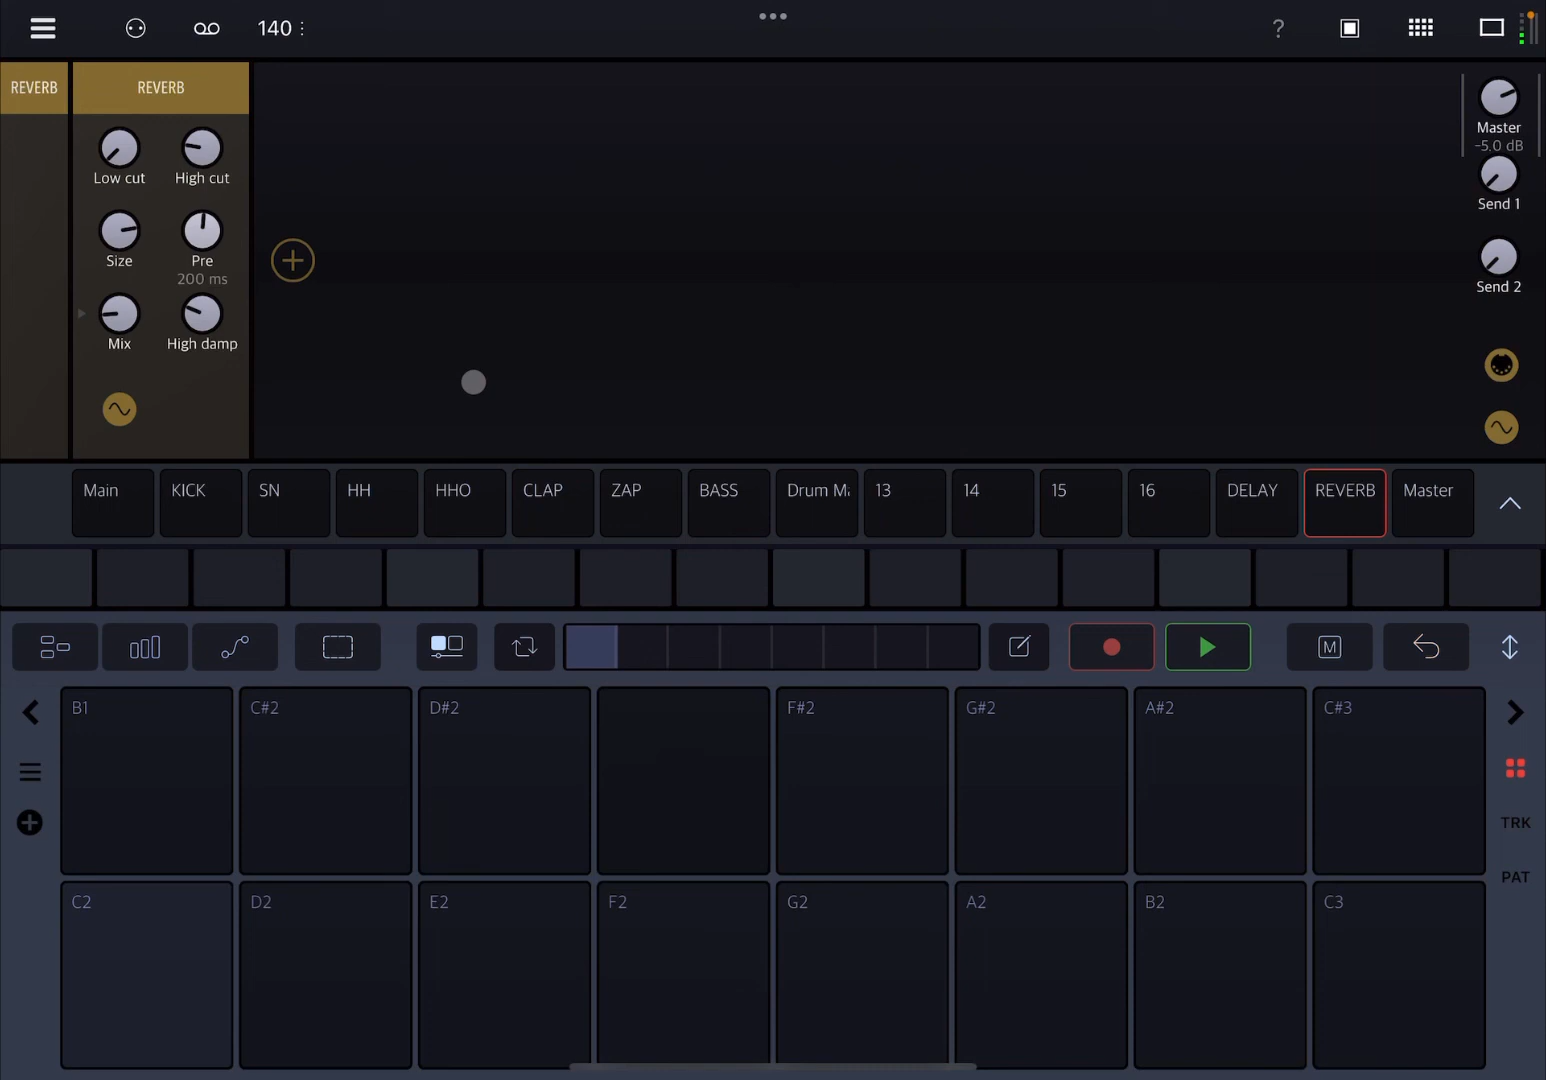 140
?
REVERB
REVERB
Low cut
High cut
Size
Pre
200 ms
Mix
High damp
Master
-5.0 dB
Send 1
Send 2
Main
KICK
SN
HH
HHO
CLAP
ZAP
BASS
Drum Ma
13
14
15
16
DELAY
REVERB
Master
M
B1
C#2
D#2
F#2
G#2
A#2
C#3
TRK
PAT
C2
D2
E2
F2
G2
A2
B2
C3